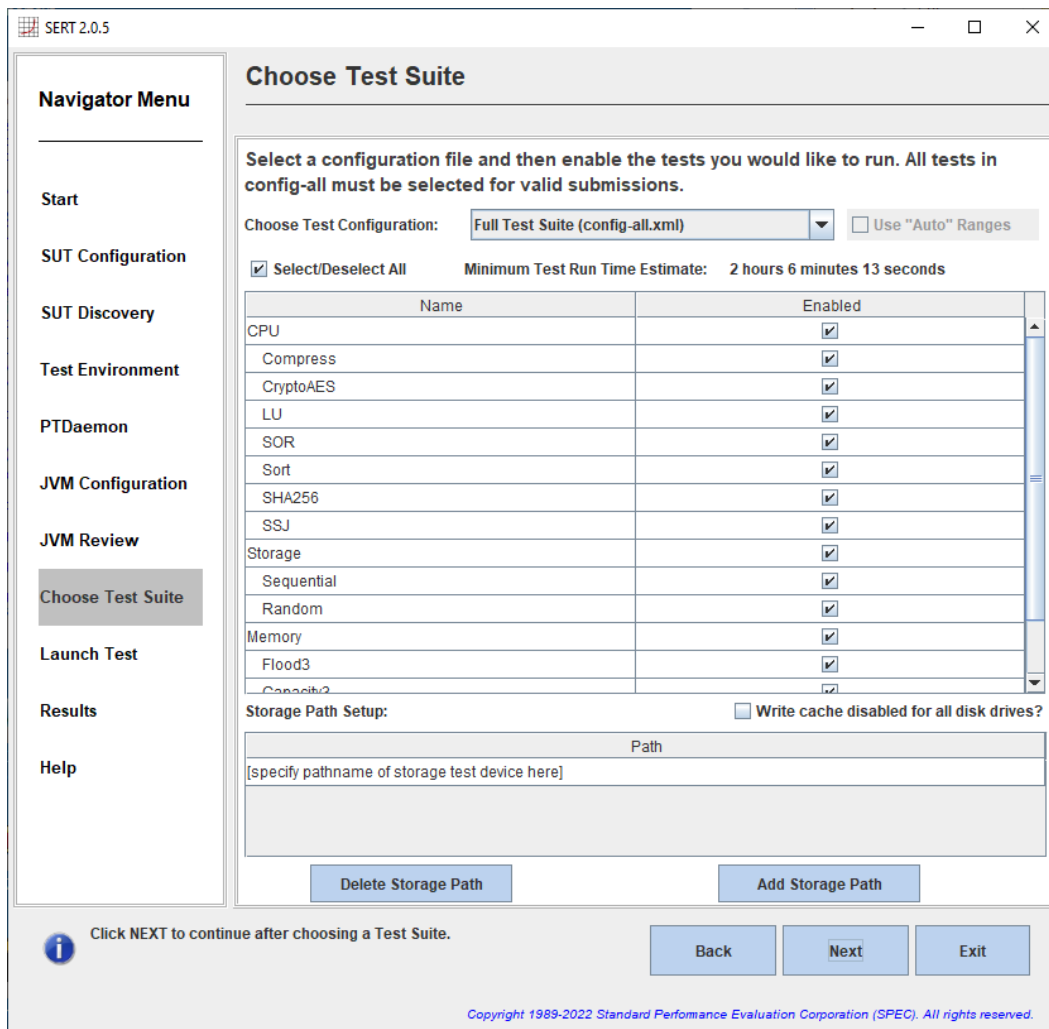 SERT 2.0.5
Navigator Menu
Start
SUT Configuration
SUT Discovery
Test Environment
PTDaemon
JVM Configuration
JVM Review
Choose Test Suite
Launch Test
Results
Help
Choose Test Suite
Select a configuration file and then enable the tests you would like to run. All tests in
config-all must be selected for valid submissions.
Choose Test Configuration: Full Test Suite (config-all.xml) Use "Auto" Ranges
Select/Deselect All Minimum Test Run Time Estimate: 2 hours 6 minutes 13 seconds
Name Enabled
CPU
Compress
CryptoAES
LU
SOR
Sort
SHA256
SSJ
Storage
Sequential
Random
Memory
Flood3
Capacity3
Storage Path Setup: Write cache disabled for all disk drives?
Path
[specify pathname of storage test device here]
Delete Storage Path Add Storage Path
Click NEXT to continue after choosing a Test Suite.
Back Next Exit
Copyright 1989-2022 Standard Perfomance Evaluation Corporation (SPEC). All rights reserved.